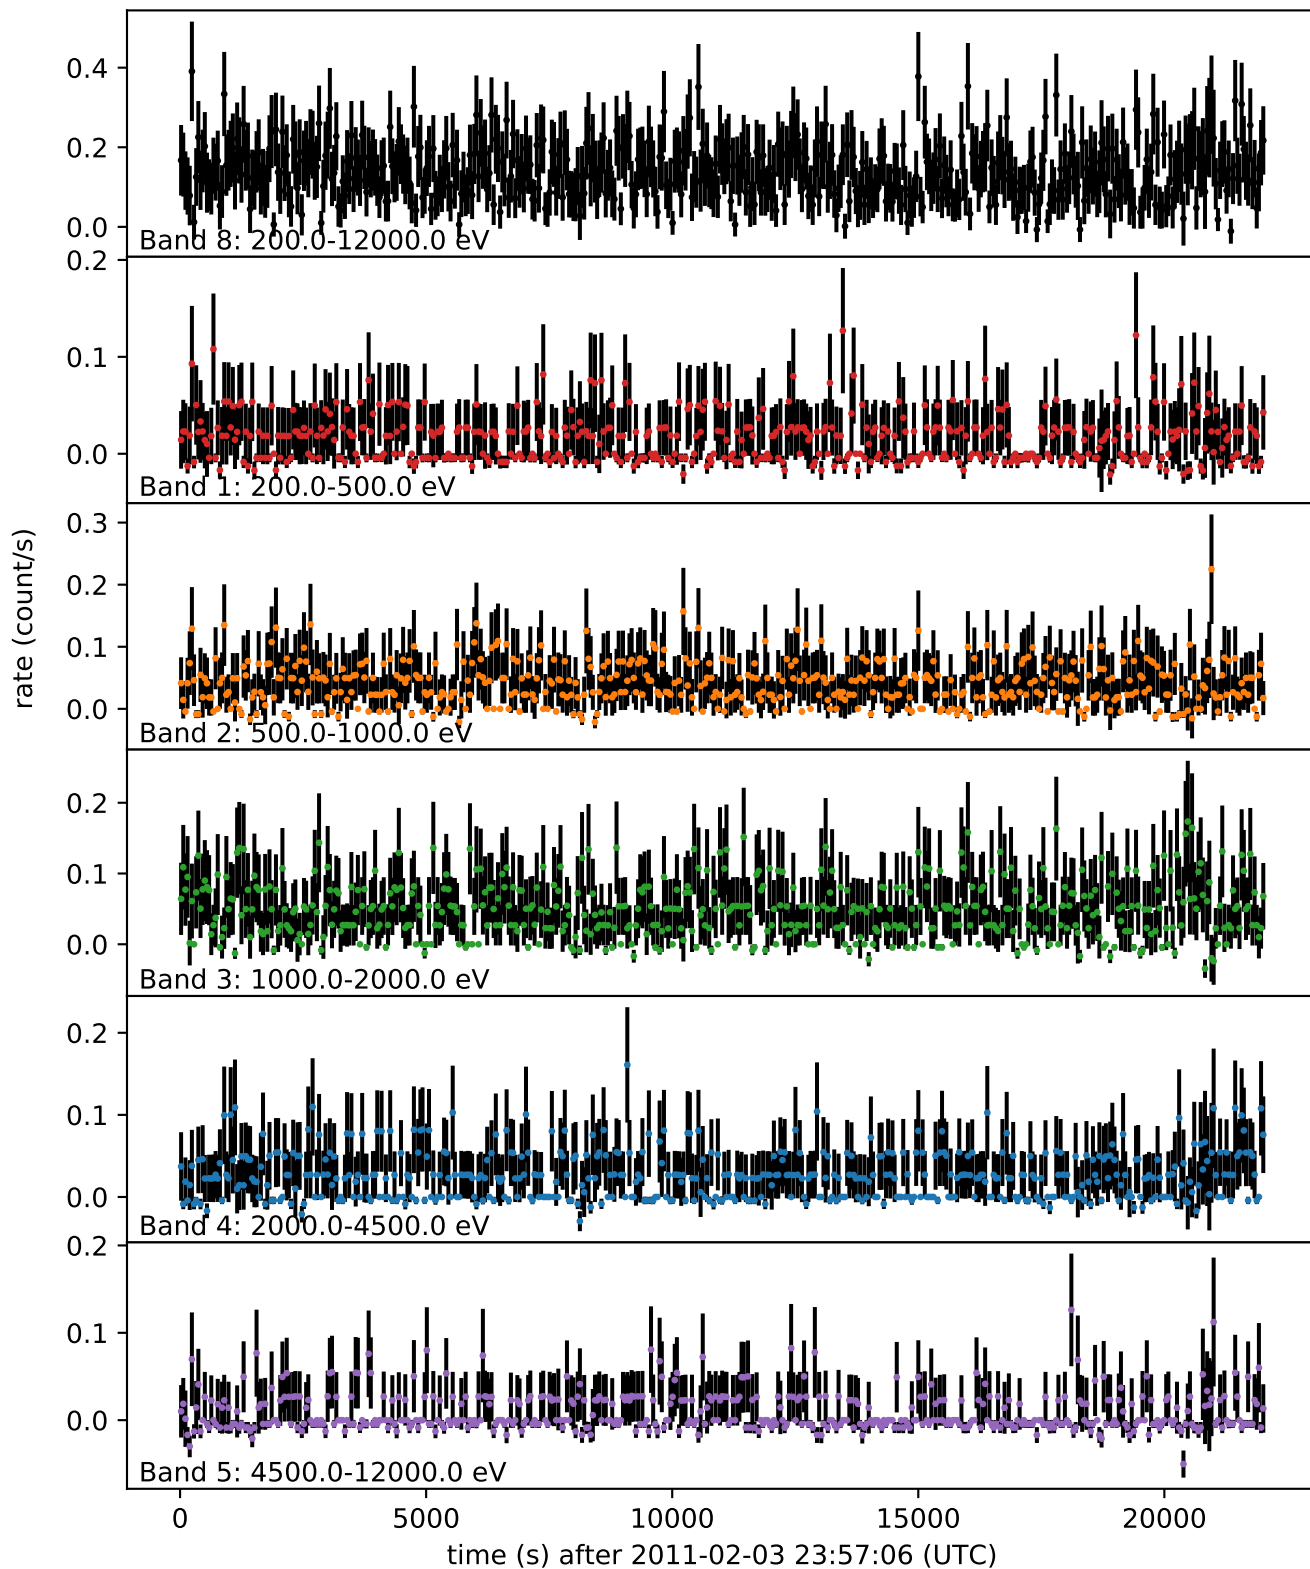 0.4
0.2
0.0
Band 8: 200.0-12000.0 eV
0.2
0.1
0.0
Band 1: 200.0-500.0 eV
0.3
0.2
0.1
0.0
Band 2: 500.0-1000.0 eV
rate (count/s)
0.2
0.1
0.0
Band 3: 1000.0-2000.0 eV
0.2
0.1
0.0
Band 4: 2000.0-4500.0 eV
0.2
0.1
0.0
Band 5: 4500.0-12000.0 eV
0 5000 10000 15000 20000
time (s) after 2011-02-03 23:57:06 (UTC)